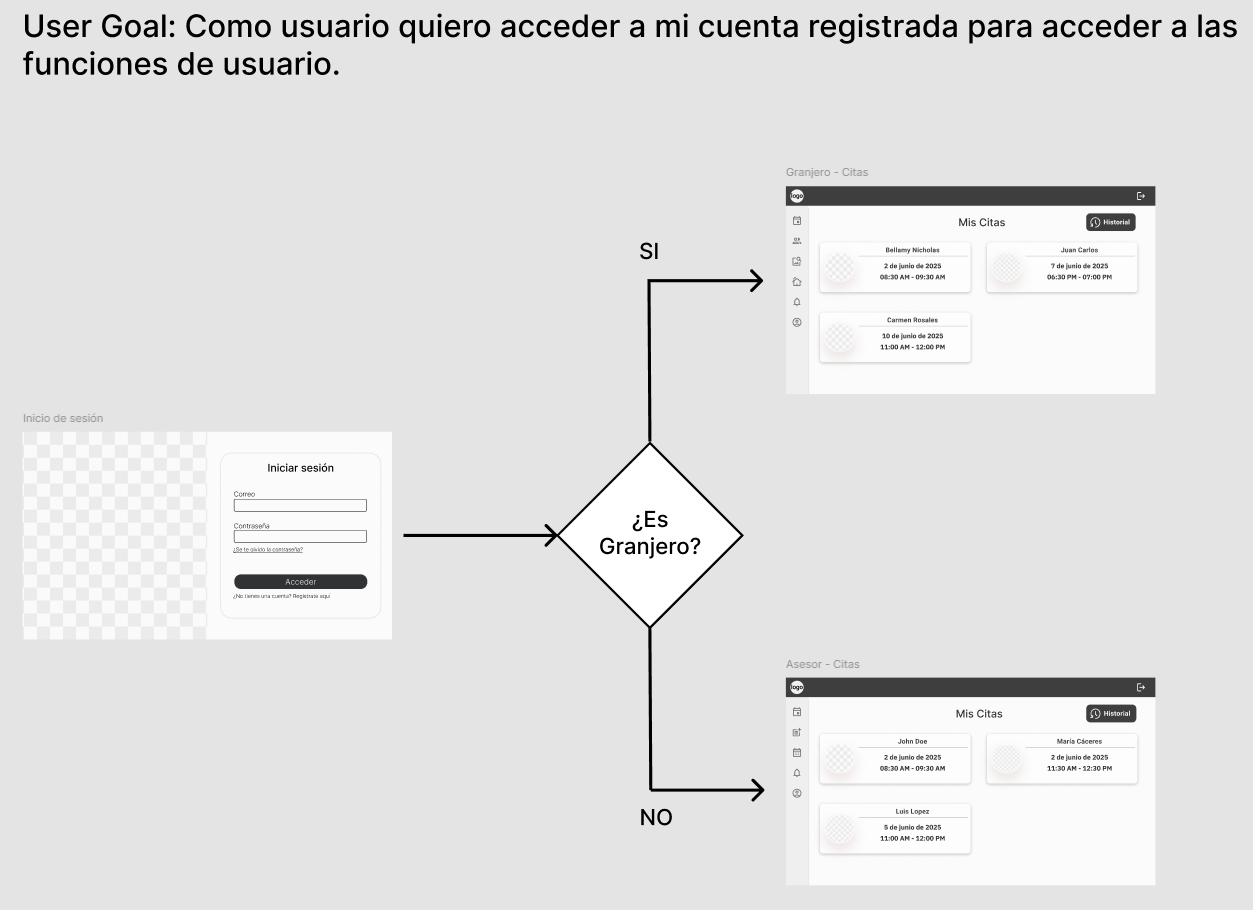 User Goal: Como usuario quiero acceder a mi cuenta registrada para acceder a las
funciones de usuario.
Granjero - Citas
logo
Mis Citas
Historial
Bellamy Nicholas
2 de junio de 2025
08:30 AM - 09:30 AM
Juan Carlos
7 de junio de 2025
06:30 PM - 07:00 PM
Carmen Rosales
10 de junio de 2025
11:00 AM - 12:00 PM
SI
Inicio de sesión
Iniciar sesión
Correo
Contraseña
¿Se te olvido la contraseña?
Acceder
¿No tienes una cuenta? Registrate aquí
¿Es
Granjero?
NO
Asesor - Citas
logo
Mis Citas
Historial
John Doe
2 de junio de 2025
08:30 AM - 09:30 AM
María Cáceres
2 de junio de 2025
11:30 AM - 12:30 PM
Luis Lopez
5 de junio de 2025
11:00 AM - 12:00 PM